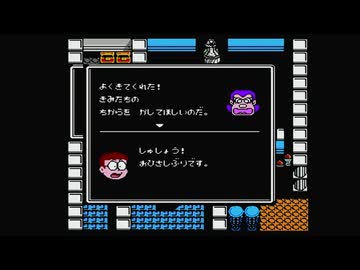 よくきてくれた!
きみたちの
ちからを かしてほしいのだ。
しゅしょう!
おひさしぶりです。